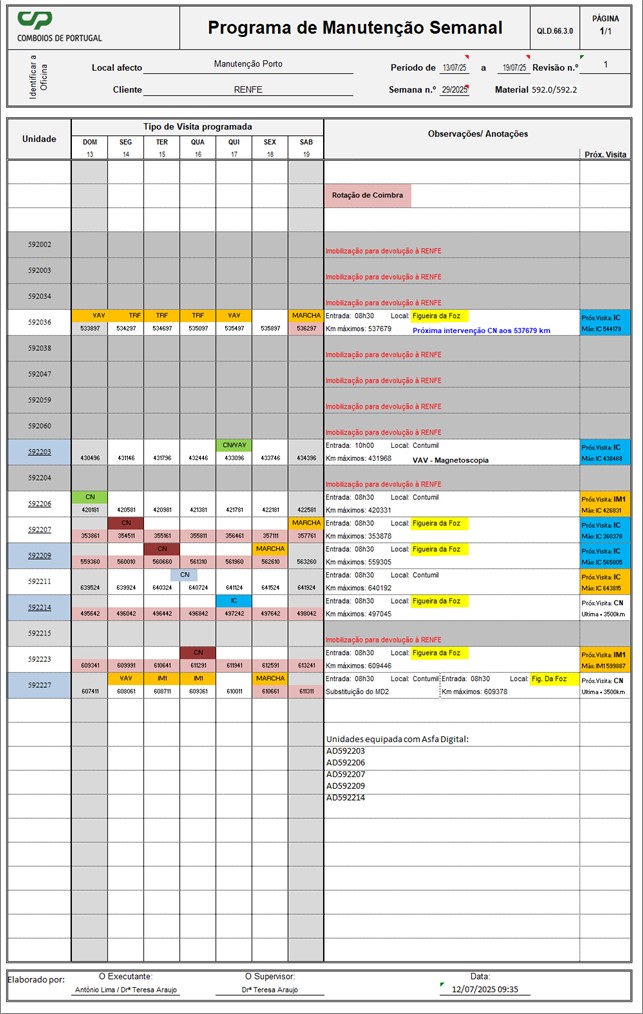 CP
COMBOIOS DE PORTUGAL
Programa de Manutenção Semanal
QLD.66.3.0
PÁGINA
1/1
Identificar a Oficina
Local afecto Manutenção Porto Periodo de 13/07/25 a 19/07/25 Revisão n.º 1
Cliente RENFE Semana n.º 29/2025 Material 592.0/592.2
Unidade
Tipo de Visita programada
DOM SEG TER QUA QUI SEX SAB
13 14 15 16 17 18 19
Observações/ Anotações
Próx. Visita
Rotação de Coimbra
592002 Imobilização para devolução à RENFE
592003 Imobilização para devolução à RENFE
592034 Imobilização para devolução à RENFE
592036 VAV TRF TRF TRF VAV MARCHA Entrada: 08h30 Local: Figueira da Foz Próx.Visita: IC
533897 534297 534697 535097 535497 535897 536297 Km máximos: 537679 Próxima intervenção CN aos 537679 km Máx: IC 544179
592038 Imobilização para devolução à RENFE
592047 Imobilização para devolução à RENFE
592059 Imobilização para devolução à RENFE
592060 Imobilização para devolução à RENFE
592203 CN/VAV Entrada: 10h00 Local: Contumil Próx.Visita: IC
430496 431146 431796 432446 433096 433746 434396 Km máximos: 431968 VAV - Magnetoscopia Máx: IC 438468
592204 Imobilização para devolução à RENFE
592206 CN Entrada: 08h30 Local: Contumil Próx.Visita: IM1
420181 420581 420981 421381 421781 422181 422581 Km máximos: 420331 Máx: IC 426831
592207 CN MARCHA Entrada: 08h30 Local: Figueira da Foz Próx.Visita: IC
353861 354511 355161 355811 356461 357111 357761 Km máximos: 353878 Máx: IC 360378
592209 CN MARCHA Entrada: 08h30 Local: Figueira da Foz Próx.Visita: IC
559360 560010 560660 561310 561960 562610 563260 Km máximos: 559305 Máx: IC 565805
592211 CN Entrada: 08h30 Local: Contumil Próx.Visita: IC
639524 639924 640324 640724 641124 641524 641924 Km máximos: 640192 Máx: IC 643815
592214 IC Entrada: 08h30 Local: Figueira da Foz Próx.Visita: CN
495642 496042 496442 496842 497242 497642 498042 Km máximos: 497045 Ultima + 3500km
592215 Imobilização para devolução à RENFE
592223 CN Entrada: 08h30 Local: Figueira da Foz Próx.Visita: IM1
609341 609991 610641 611291 611941 612591 613241 Km máximos: 609446 Máx: IM1 599887
592227 VAV IM1 IM1 MARCHA Entrada: 08h30 Local: Contumil Entrada: 08h30 Local: Fig. Da Foz Próx.Visita: CN
607411 608061 608711 609361 610011 610661 611311 Substituição do MD2 Km máximos: 609378 Ultima + 3500km
Unidades equipada com Asfa Digital:
AD592203
AD592206
AD592207
AD592209
AD592214
Elaborado por:
O Executante: O Supervisor: Data:
António Lima / Drª Teresa Araujo Drª Teresa Araujo 12/07/2025 09:35